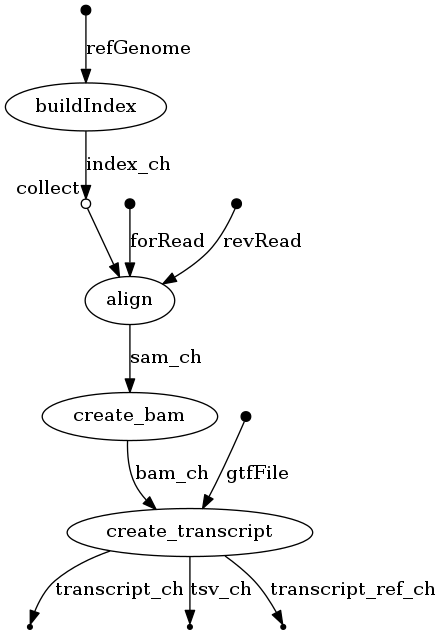 refGenome
buildIndex
index_ch
collect
forRead
revRead
align
sam_ch
create_bam
bam_ch
gtfFile
create_transcript
transcript_ch
tsv_ch
transcript_ref_ch